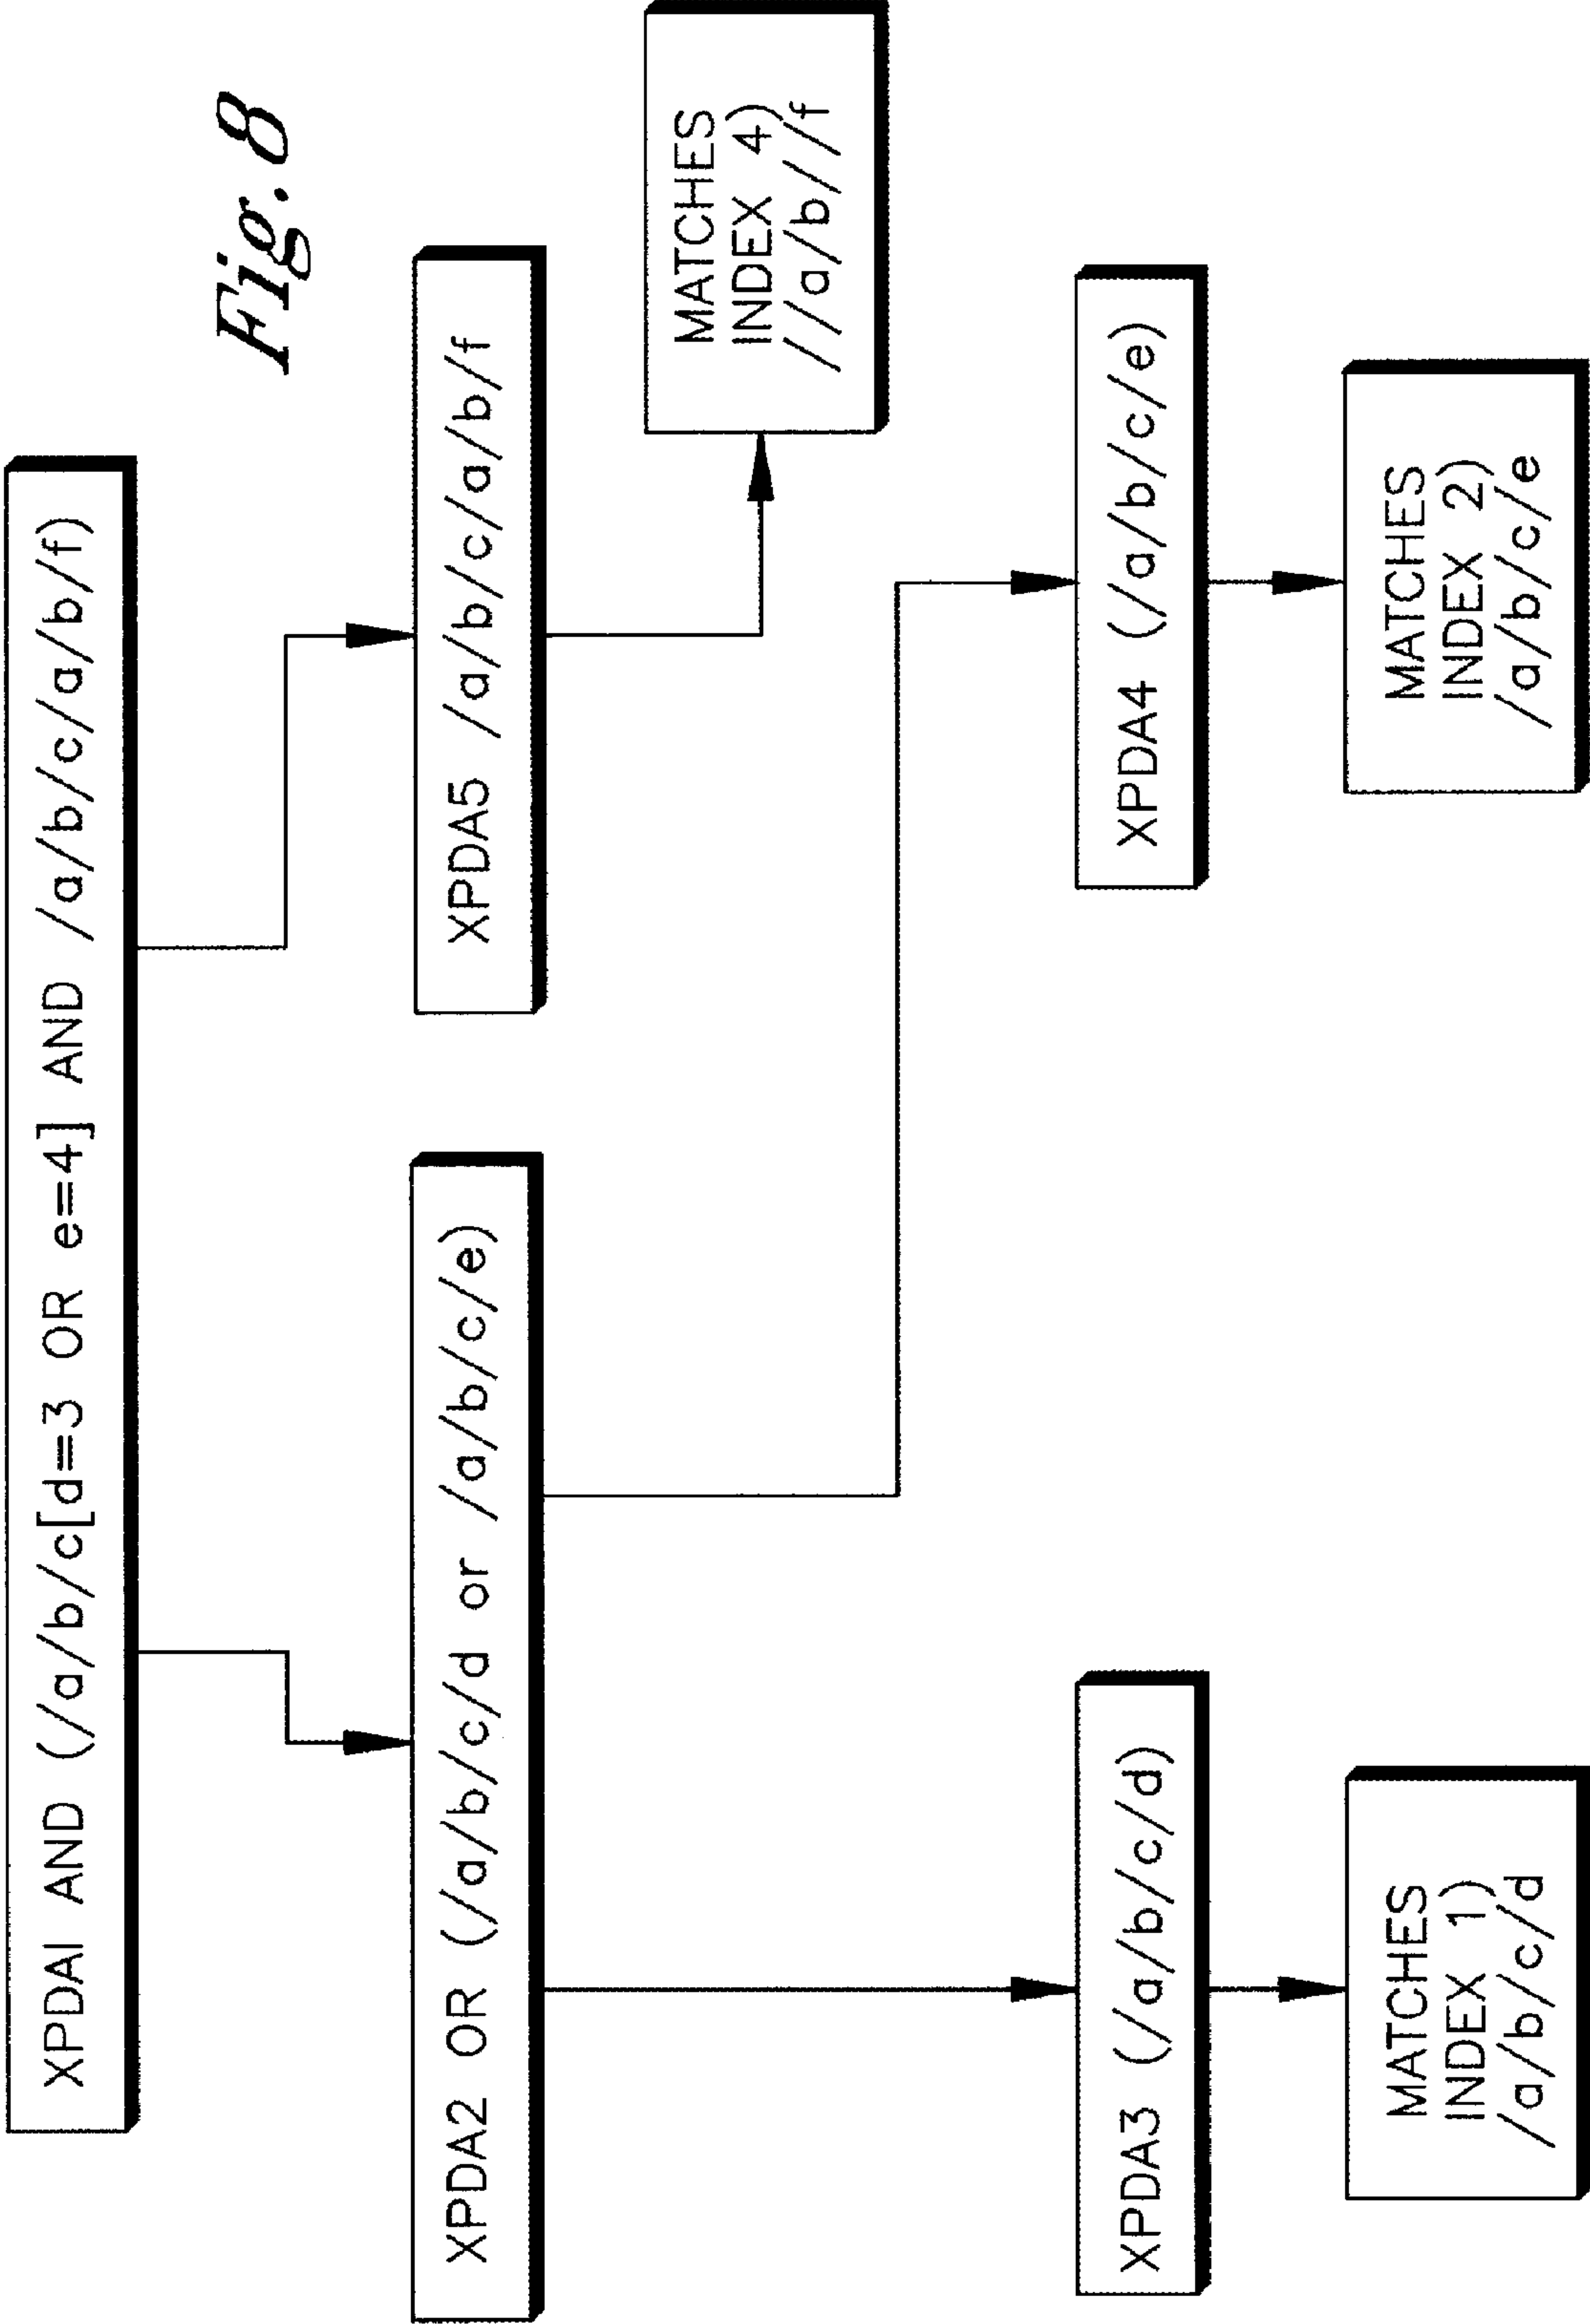 XPDAI AND (/a/b/c[d=3 OR e=4] AND /a/b/c/a/b/f)
Fig.8
XPDA2 OR (/a/b/c/d or /a/b/c/e)
XPDA5 /a/b/c/a/b/f
MATCHES
INDEX 4)
//a/b//f
XPDA3 (/a/b/c/d)
XPDA4 (/a/b/c/e)
MATCHES
INDEX 1)
/a/b/c/d
MATCHES
INDEX 2)
/a/b/c/e